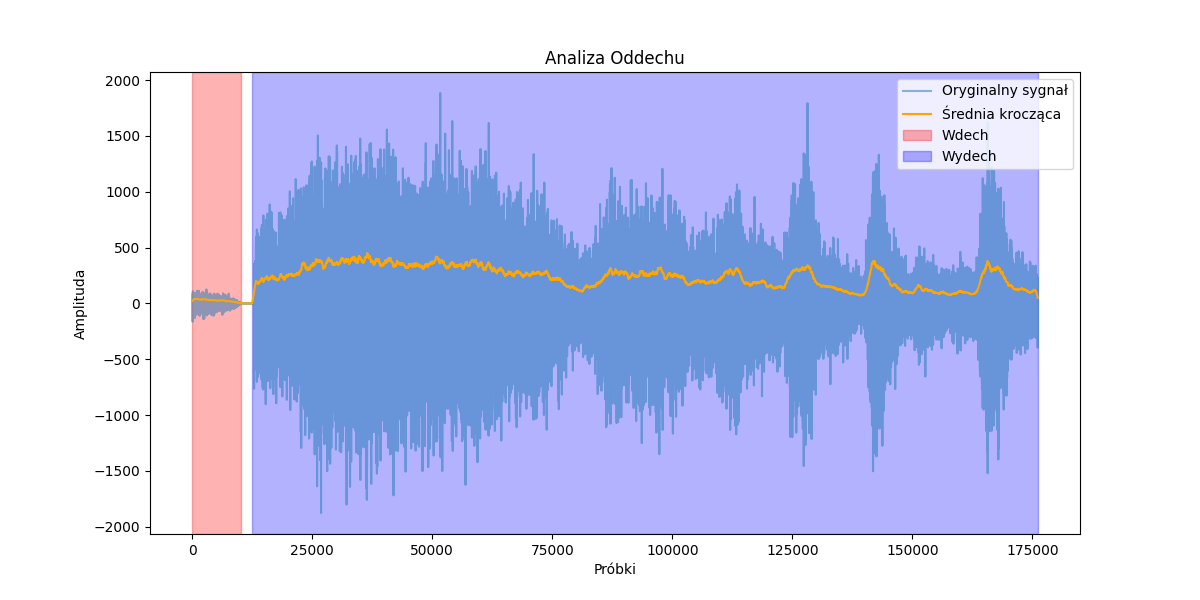 Analiza Oddechu
Oryginalny sygnał
Średnia krocząca
Wdech
Wydech
Amplituda
2000
1500
1000
500
0
−500
−1000
−1500
−2000
0 25000 50000 75000 100000 125000 150000 175000
Próbki